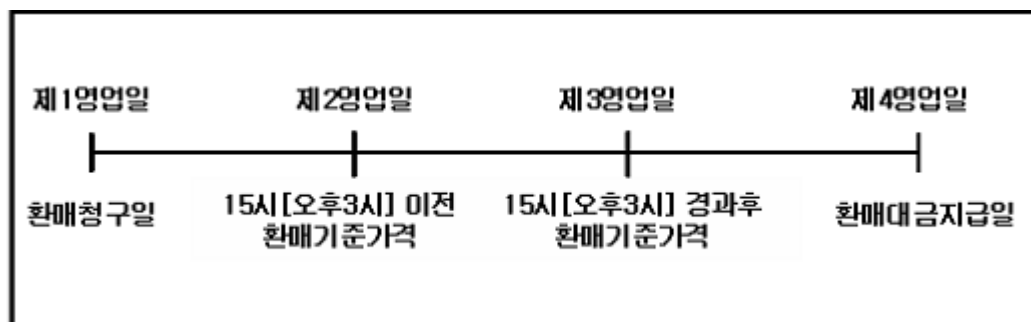 제1영업일 제2영업일 제3영업일 제4영업일
환매청구일 15시[오후3시] 이전 15시[오후3시] 경과후 환매대금지급일
환매기준가격 환매기준가격